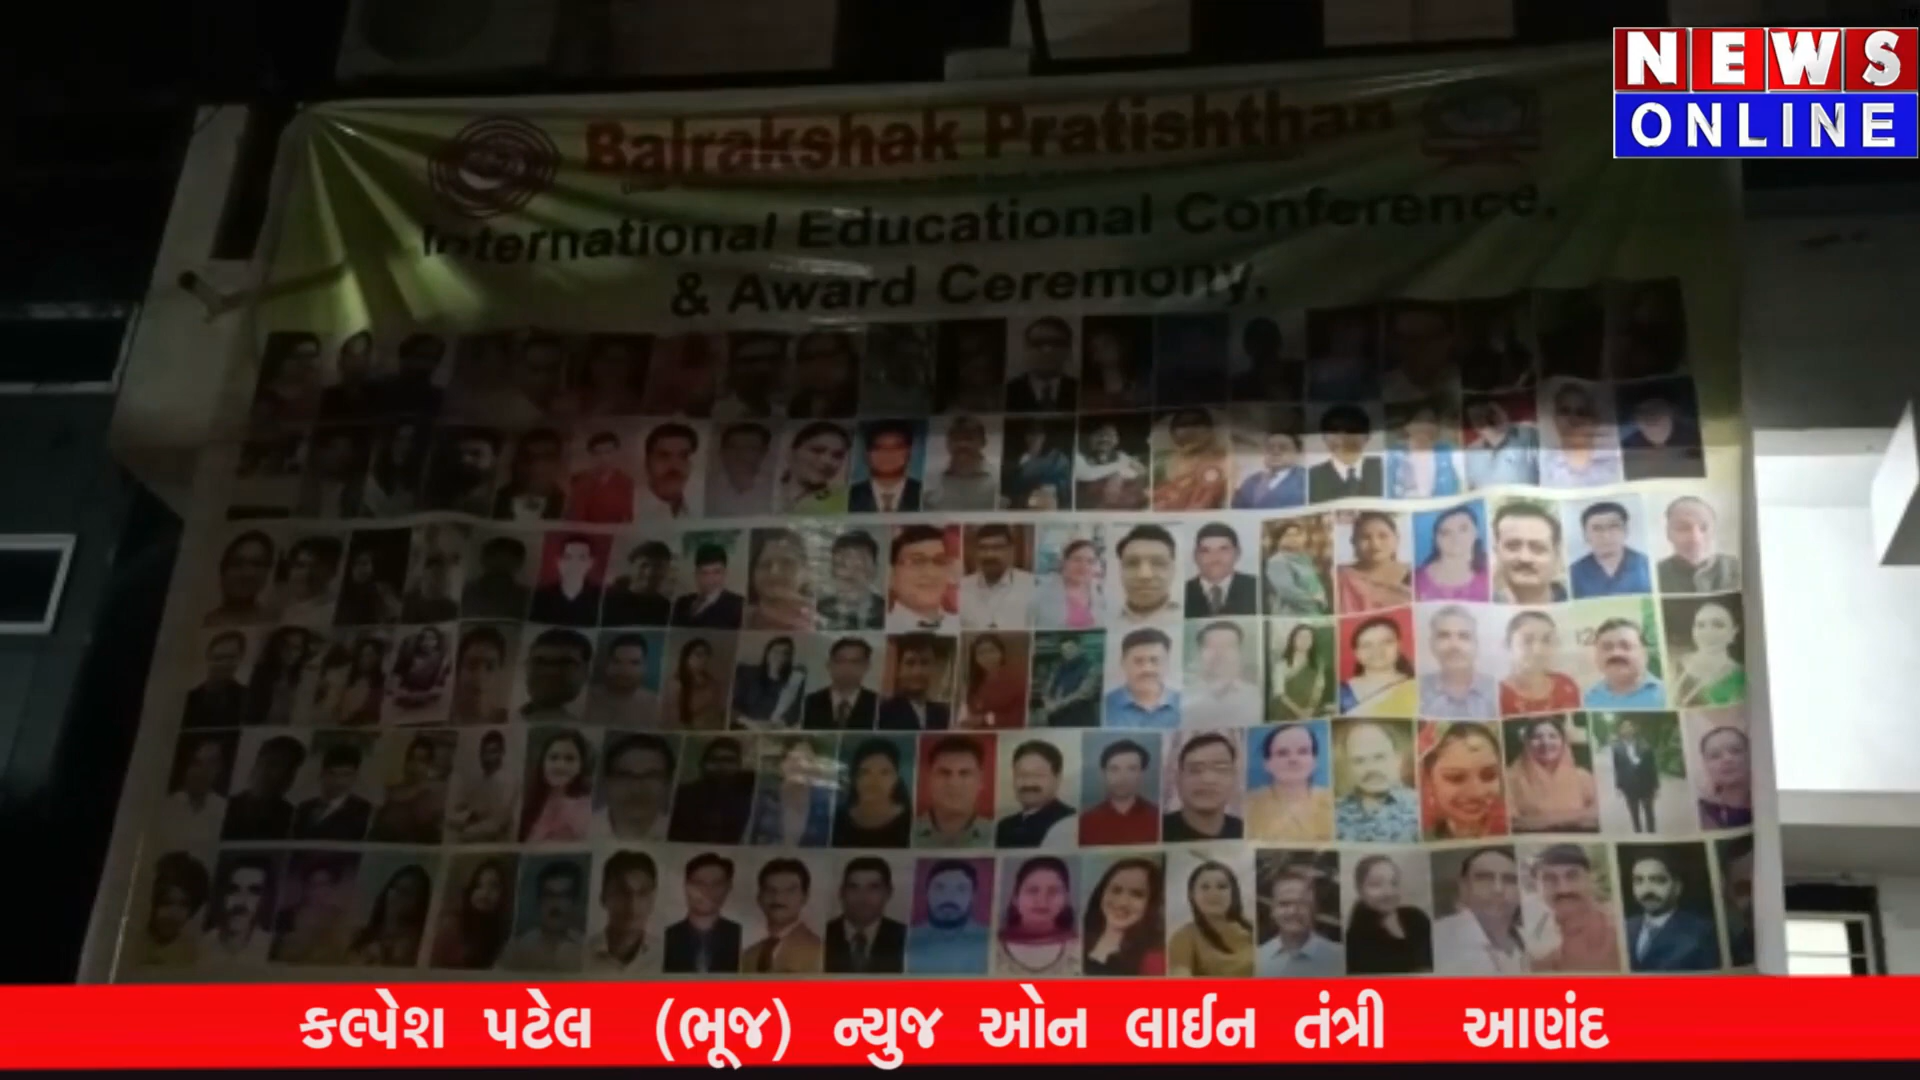 NEWS
ONLINE
Balrakshak Pratishthan
International Educational Conference,
& Award Ceremony.
કલ્પેશ પટેલ (ભૂજ) ન્યુજ ઓન લાઈન તંત્રી આણંદ